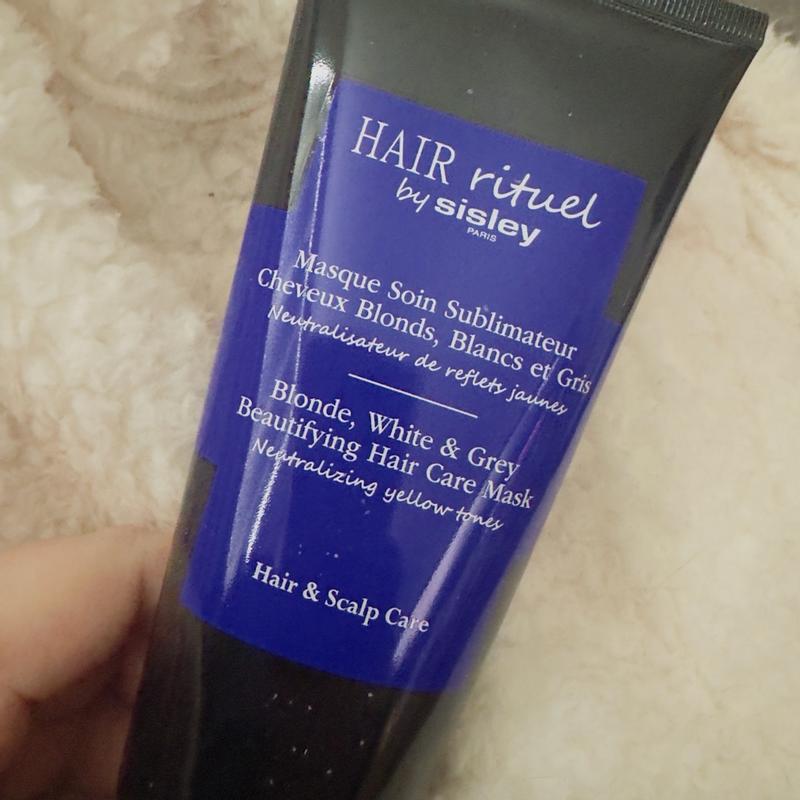 HAIR rituel
by sisley
PARIS
Masque Soin Sublimateur
Cheveux Blonds, Blancs et Gris
Neutralisateur de reflets jaunes
Blonde, White & Grey
Beautifying Hair Care Mask
Neutralizing yellow tones
Hair & Scalp Care